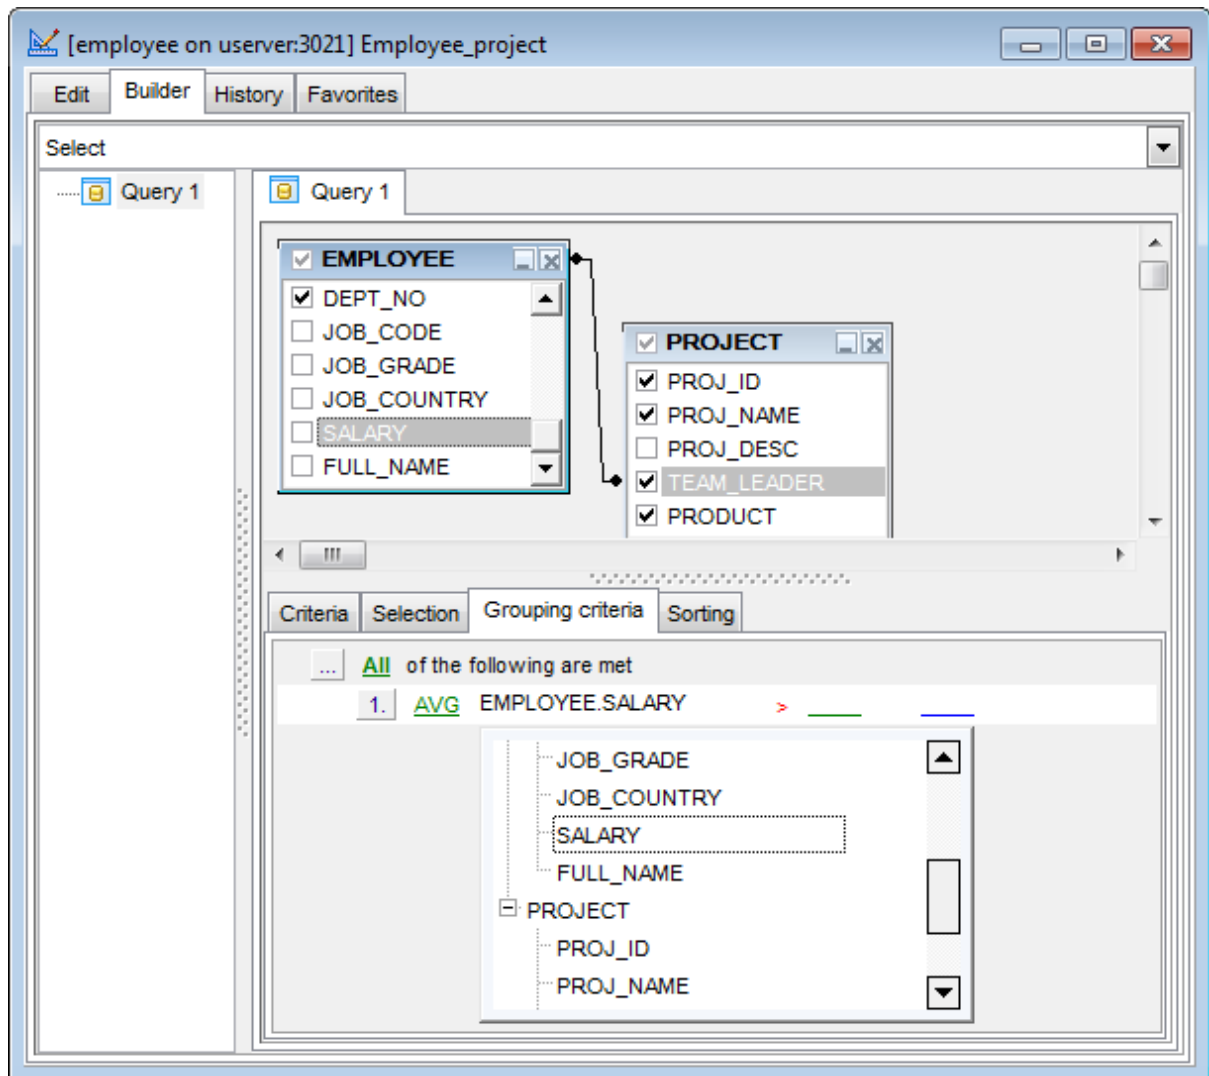 [employee on userver:3021] Employee_project
Edit Builder History Favorites
Select
Query 1 Query 1
EMPLOYEE
DEPT_NO
JOB_CODE
JOB_GRADE
JOB_COUNTRY
SALARY
FULL_NAME
PROJECT
PROJ_ID
PROJ_NAME
PROJ_DESC
TEAM_LEADER
PRODUCT
Criteria Selection Grouping criteria Sorting
... All of the following are met
1. AVG EMPLOYEE.SALARY >
JOB_GRADE
JOB_COUNTRY
SALARY
FULL_NAME
PROJECT
PROJ_ID
PROJ_NAME